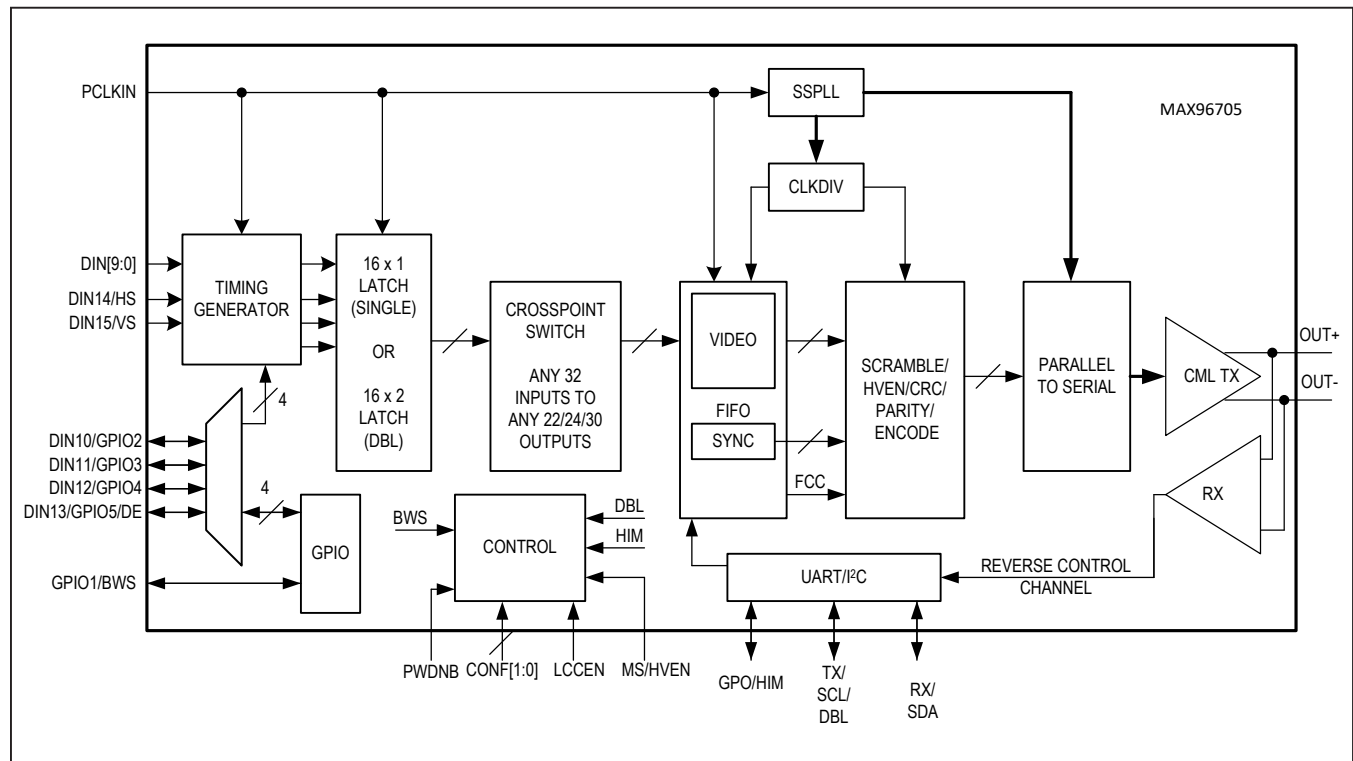 PCLKIN
SSPLL
MAX96705
CLKDIV
DIN[9:0]
DIN14/HS
DIN15/VS
TIMING
GENERATOR
16 x 1
LATCH
(SINGLE)
OR
16 x 2
LATCH
(DBL)
CROSSPOINT
SWITCH
ANY 32
INPUTS TO
ANY 22/24/30
OUTPUTS
VIDEO
FIFO
SYNC
FCC
SCRAMBLE/
HVEN/CRC/
PARITY/
ENCODE
PARALLEL
TO SERIAL
CML TX
OUT+
OUT-
RX
4
DIN10/GPIO2
DIN11/GPIO3
DIN12/GPIO4
DIN13/GPIO5/DE
4
GPIO
GPIO1/BWS
BWS
CONTROL
DBL
HIM
UART/I²C
REVERSE CONTROL
CHANNEL
PWDNB
CONF[1:0]
LCCEN
MS/HVEN
GPO/HIM
TX/
SCL/
DBL
RX/
SDA